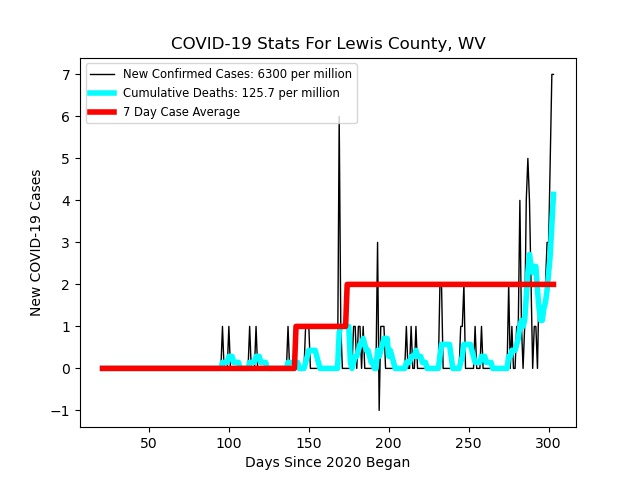 COVID-19 Stats For Lewis County, WV
New Confirmed Cases: 6300 per million
Cumulative Deaths: 125.7 per million
7 Day Case Average
New COVID-19 Cases
7
6
5
4
3
2
1
0
−1
50 100 150 200 250 300
Days Since 2020 Began